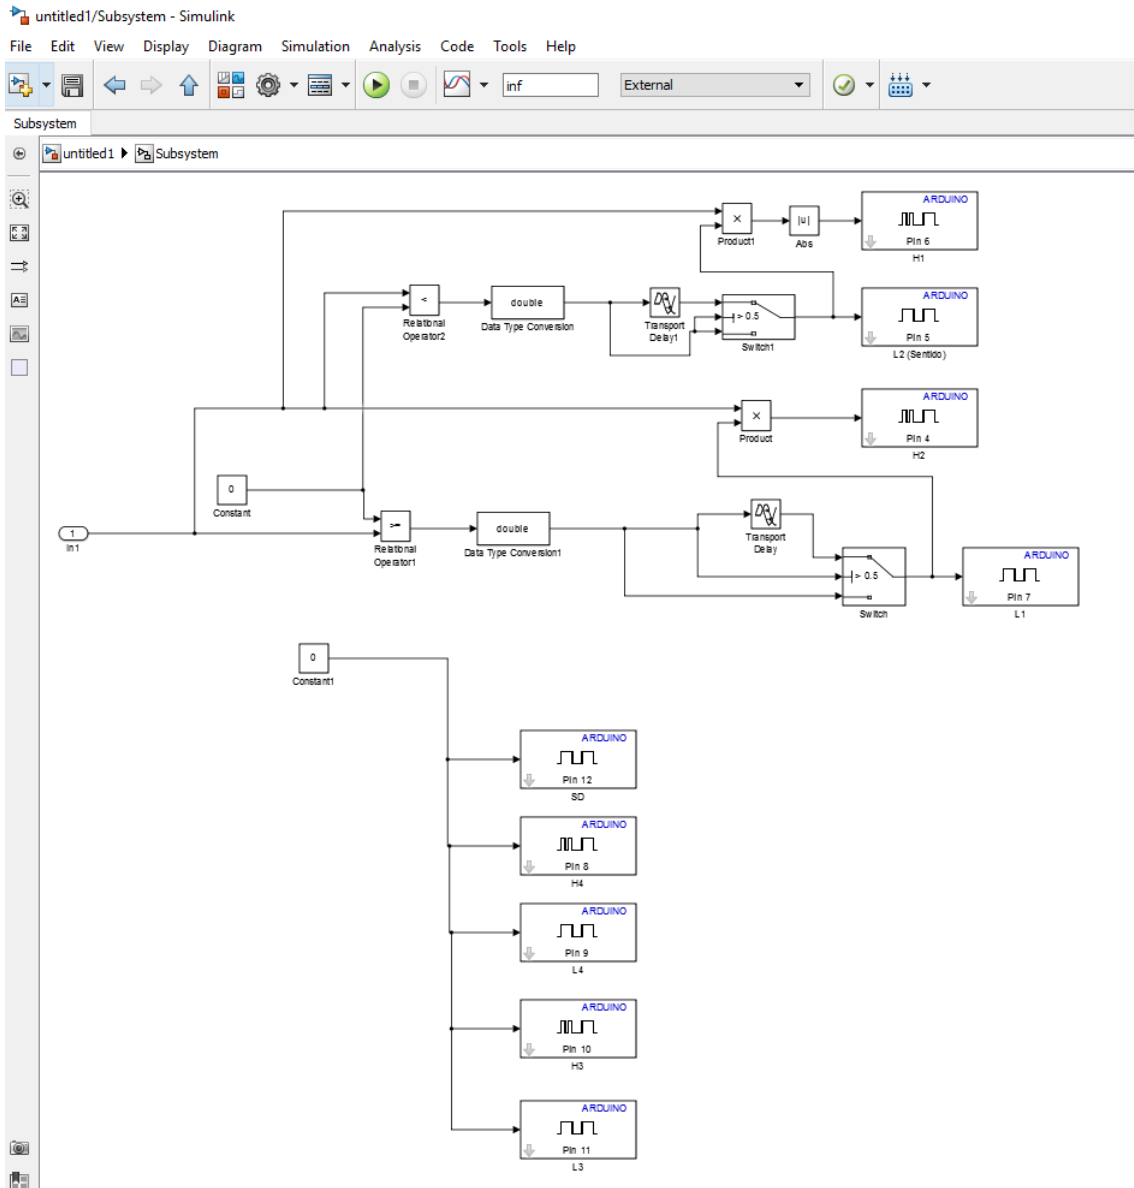 untitled1/Subsystem - Simulink
File Edit View Display Diagram Simulation Analysis Code Tools Help
inf External
Subsystem
untitled1 Subsystem
ARDUINO
×
|u|
Pin 6
Product1
Abs
H1
<
double
> 0.5
ARDUINO
Relational
Operator2
Data Type Conversion
Transport
Delay1
Pin 5
Switch1
L2 (Sentido)
ARDUINO
×
Pin 4
Product
H2
0
Constant
1
In1
>=
double
Relational
Operator1
Data Type Conversion1
Transport
Delay
> 0.5
Switch
ARDUINO
Pin 7
L1
0
Constant1
ARDUINO
Pin 12
SD
ARDUINO
Pin 8
H4
ARDUINO
Pin 9
L4
ARDUINO
Pin 10
H3
ARDUINO
Pin 11
L3